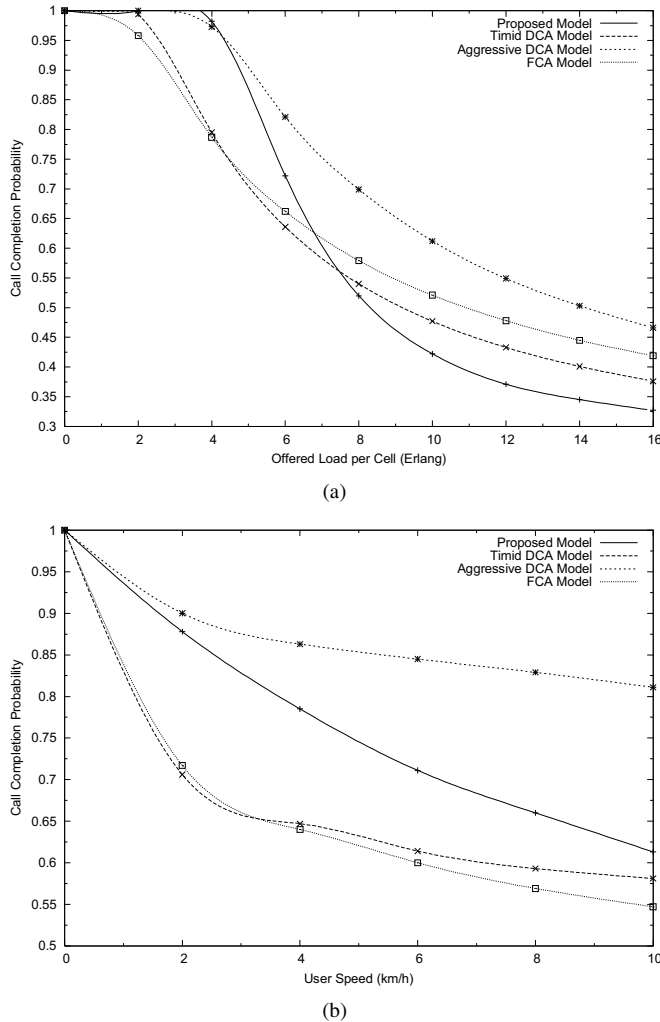 1
0.95
0.9
0.85
0.8
0.75
0.7
0.65
0.6
0.55
0.5
0.45
0.4
0.35
0.3
Call Completion Probability
Proposed Model
Timid DCA Model
Aggressive DCA Model
FCA Model
0 2 4 6 8 10 12 14 16
Offered Load per Cell (Erlang)
(a)
1
0.95
0.9
0.85
0.8
0.75
0.7
0.65
0.6
0.55
0.5
Call Completion Probability
Proposed Model
Timid DCA Model
Aggressive DCA Model
FCA Model
0 2 4 6 8 10
User Speed (km/h)
(b)